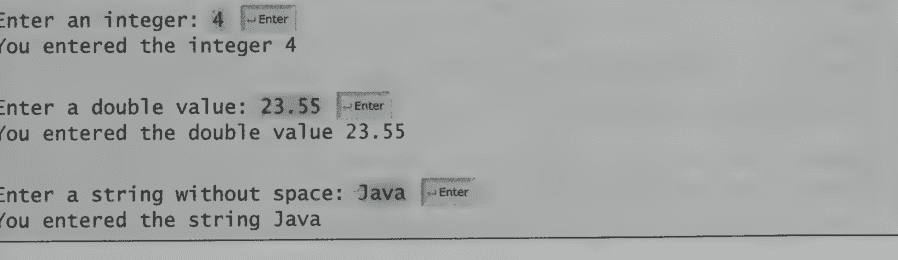 Enter an integer: 4 ↵Enter
You entered the integer 4
Enter a double value: 23.55 ↵Enter
You entered the double value 23.55
Enter a string without space: Java ↵Enter
You entered the string Java